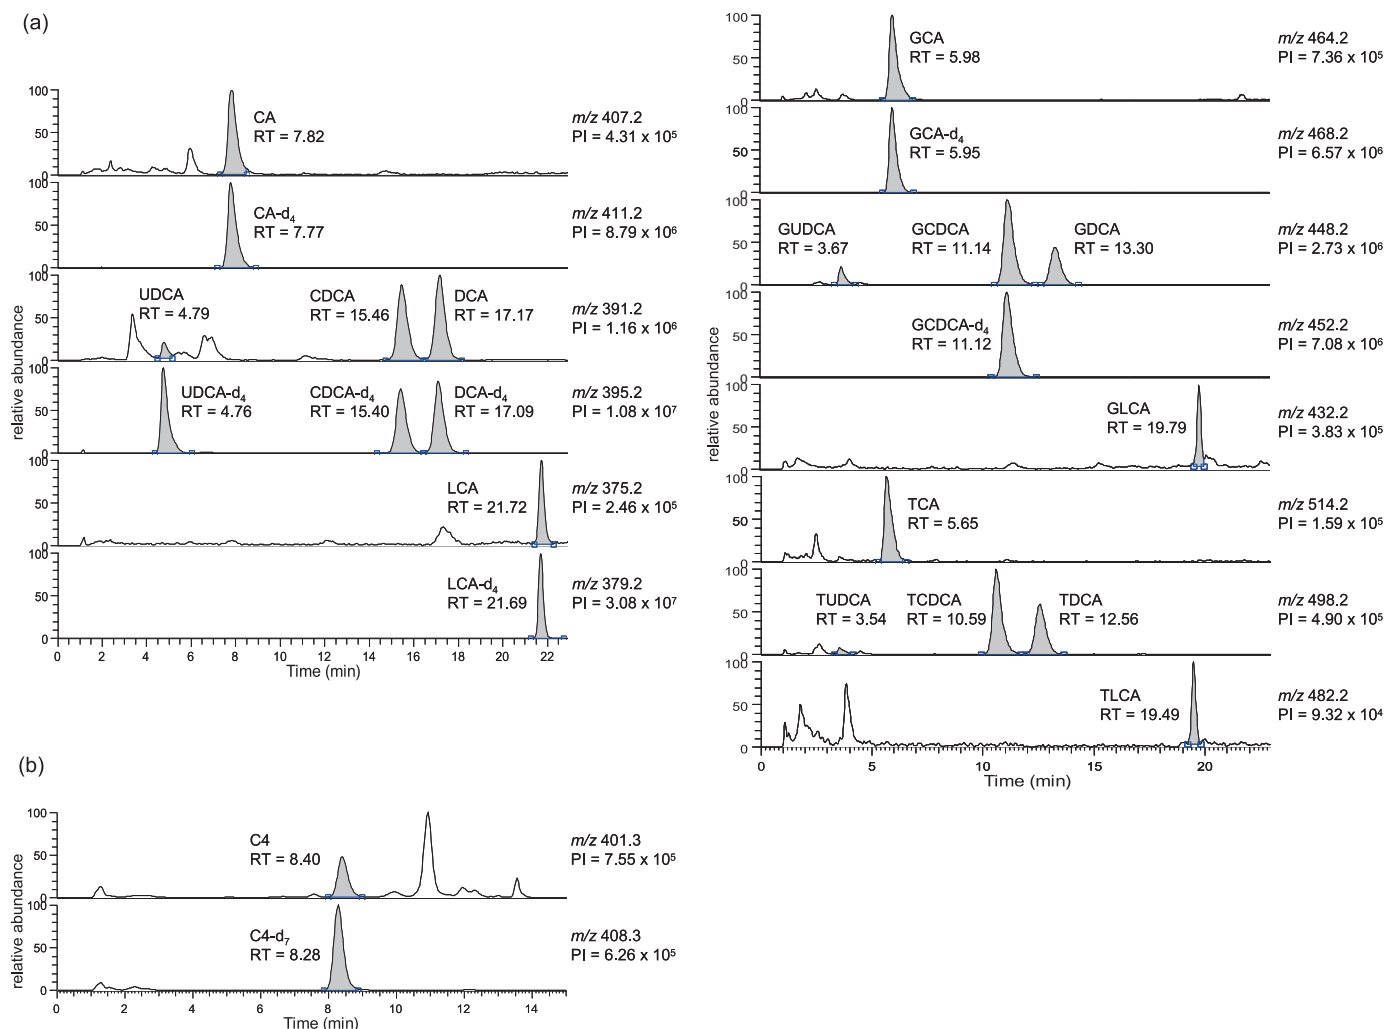 (a)
relative abundance
100
50
0
CA
RT = 7.82
m/z 407.2
PI = 4.31 x 10⁵
100
50
0
CA-d₄
RT = 7.77
m/z 411.2
PI = 8.79 x 10⁶
100
50
0
UDCA
RT = 4.79
CDCA
RT = 15.46
DCA
RT = 17.17
m/z 391.2
PI = 1.16 x 10⁶
100
50
0
UDCA-d₄
RT = 4.76
CDCA-d₄
RT = 15.40
DCA-d₄
RT = 17.09
m/z 395.2
PI = 1.08 x 10⁷
100
50
0
LCA
RT = 21.72
m/z 375.2
PI = 2.46 x 10⁵
100
50
0
LCA-d₄
RT = 21.69
m/z 379.2
PI = 3.08 x 10⁷
0 2 4 6 8 10 12 14 16 18 20 22
Time (min)
relative abundance
100
50
0
GCA
RT = 5.98
m/z 464.2
PI = 7.36 x 10⁵
100
50
0
GCA-d₄
RT = 5.95
m/z 468.2
PI = 6.57 x 10⁶
100
50
0
GUDCA
RT = 3.67
GCDCA
RT = 11.14
GDCA
RT = 13.30
m/z 448.2
PI = 2.73 x 10⁶
100
50
0
GCDCA-d₄
RT = 11.12
m/z 452.2
PI = 7.08 x 10⁶
100
50
0
GLCA
RT = 19.79
m/z 432.2
PI = 3.83 x 10⁵
100
50
0
TCA
RT = 5.65
m/z 514.2
PI = 1.59 x 10⁵
100
50
0
TUDCA
RT = 3.54
TCDCA
RT = 10.59
TDCA
RT = 12.56
m/z 498.2
PI = 4.90 x 10⁵
100
50
0
TLCA
RT = 19.49
m/z 482.2
PI = 9.32 x 10⁴
0 5 10 15 20
Time (min)
(b)
relative abundance
100
50
0
C4
RT = 8.40
m/z 401.3
PI = 7.55 x 10⁵
100
50
0
C4-d₇
RT = 8.28
m/z 408.3
PI = 6.26 x 10⁵
0 2 4 6 8 10 12 14
Time (min)